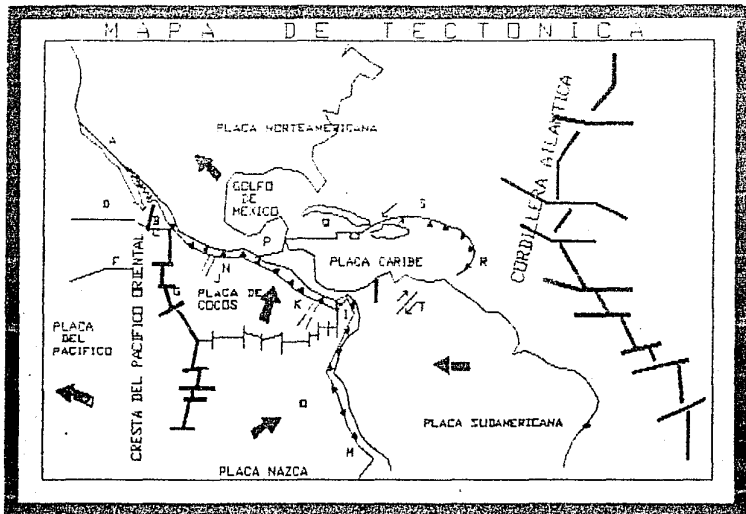 MAPA DE TECTONICA
PLACA NORTEAMERICANA
A
GOLFO
DE
MEXICO
D
B
C
S
Q
P
PLACA CARIBE
R
F
N
J
G
PLACA DE
COCOS
K
I
T
PLACA
DEL
PACIFICO
CRESTA DEL PACIFICO ORIENTAL
CORDILLERA ATLANTICA
O
PLACA SUDAMERICANA
M
PLACA NAZCA